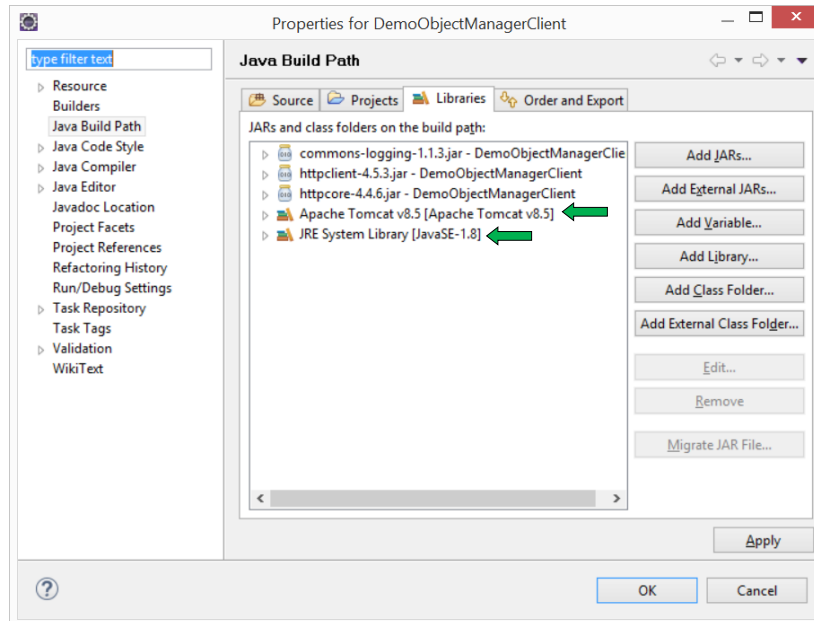 Properties for DemoObjectManagerClient
type filter text
Resource
Builders
Java Build Path
Java Code Style
Java Compiler
Java Editor
Javadoc Location
Project Facets
Project References
Refactoring History
Run/Debug Settings
Task Repository
Task Tags
Validation
WikiText
Java Build Path
Source
Projects
Libraries
Order and Export
JARs and class folders on the build path:
commons-logging-1.1.3.jar - DemoObjectManagerClie
httpclient-4.5.3.jar - DemoObjectManagerClient
httpcore-4.4.6.jar - DemoObjectManagerClient
Apache Tomcat v8.5 [Apache Tomcat v8.5]
JRE System Library [JavaSE-1.8]
Add JARs...
Add External JARs...
Add Variable...
Add Library...
Add Class Folder...
Add External Class Folder...
Edit...
Remove
Migrate JAR File...
Apply
OK
Cancel